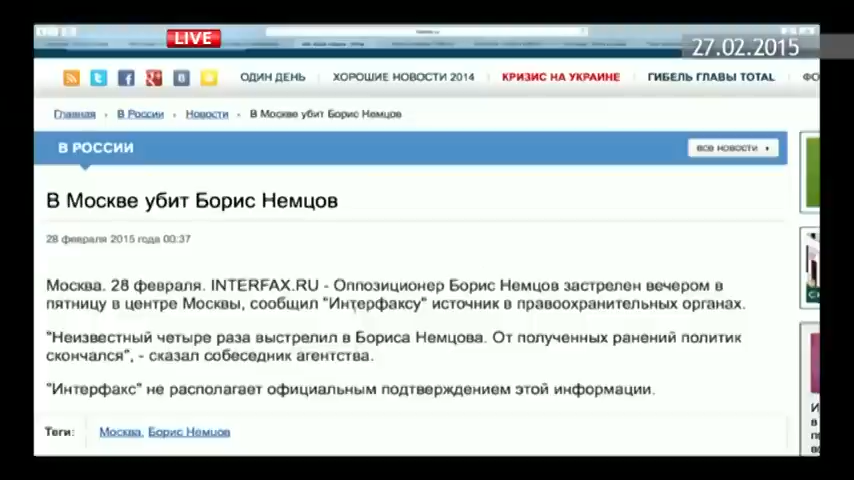 LIVE
27.02.2015
ОДИН ДЕНЬ
ХОРОШИЕ НОВОСТИ 2014
КРИЗИС НА УКРАИНЕ
ГИБЕЛЬ ГЛАВЫ TOTAL
ФО
Главная › В России › Новости › В Москве убит Борис Немцов
В РОССИИ
все новости
В Москве убит Борис Немцов
28 февраля 2015 года 00:37
Москва. 28 февраля. INTERFAX.RU - Оппозиционер Борис Немцов застрелен вечером в
пятницу в центре Москвы, сообщил "Интерфаксу" источник в правоохранительных органах.
"Неизвестный четыре раза выстрелил в Бориса Немцова. От полученных ранений политик
скончался", - сказал собеседник агентства.
"Интерфакс" не располагает официальным подтверждением этой информации.
Теги: Москва, Борис Немцов